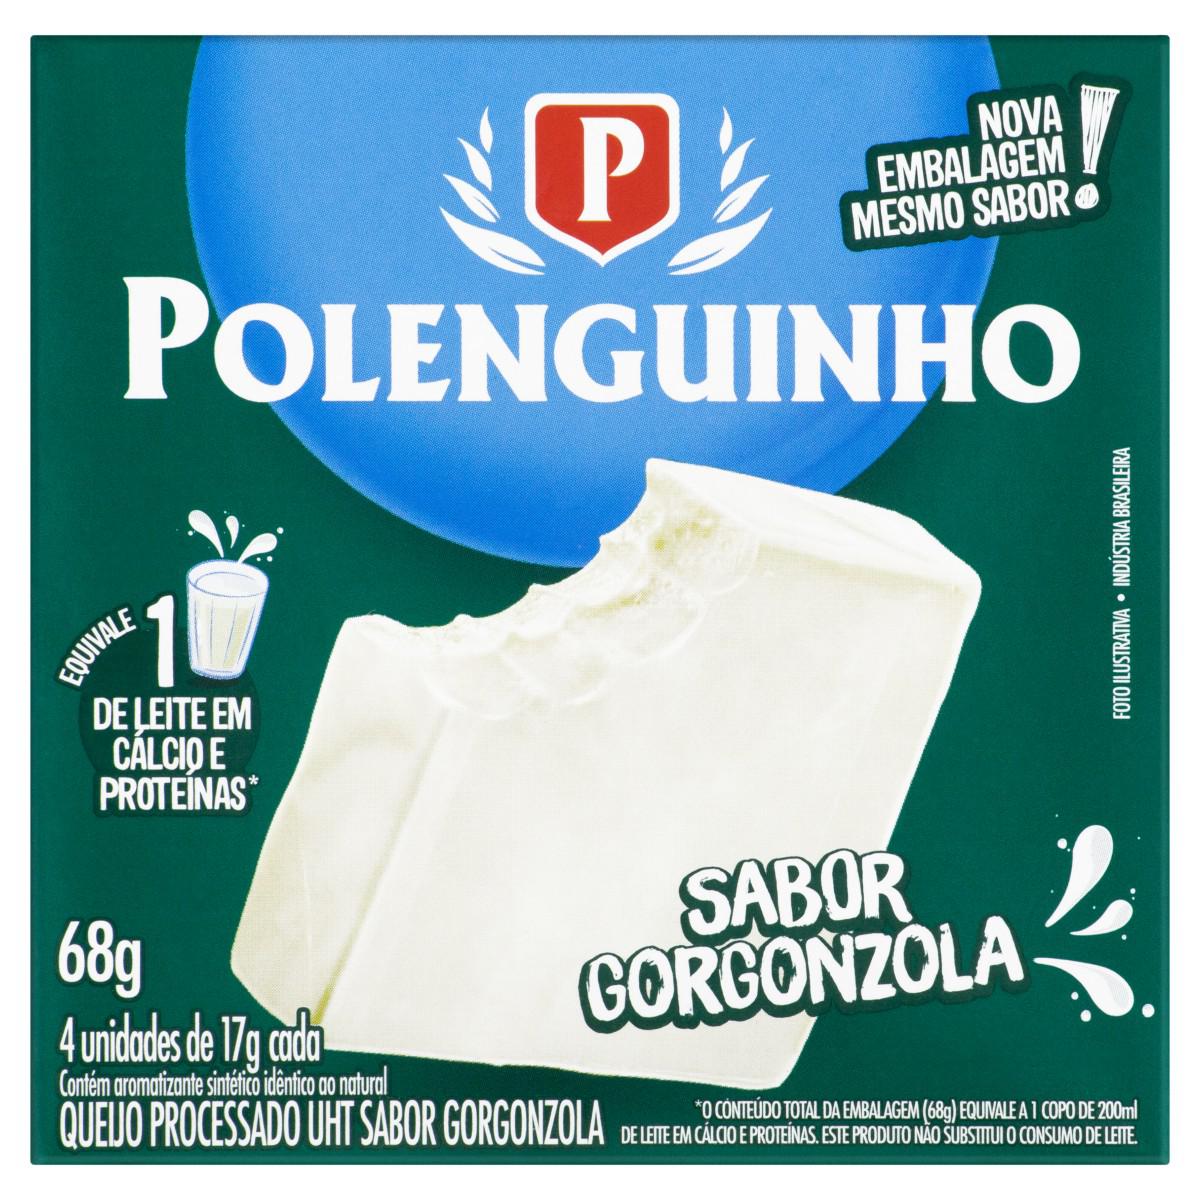 P
NOVA
EMBALAGEM
MESMO SABOR!
POLENGUINHO
FOTO ILUSTRATIVA • INDÚSTRIA BRASILEIRA
EQUIVALE
1
DE LEITE EM
CÁLCIO E
PROTEÍNAS*
SABOR
GORGONZOLA
68g
4 unidades de 17g cada
Contém aromatizante sintético idêntico ao natural
QUEIJO PROCESSADO UHT SABOR GORGONZOLA
*O CONTEÚDO TOTAL DA EMBALAGEM (68g) EQUIVALE A 1 COPO DE 200ml
DE LEITE EM CÁLCIO E PROTEÍNAS. ESTE PRODUTO NÃO SUBSTITUI O CONSUMO DE LEITE.